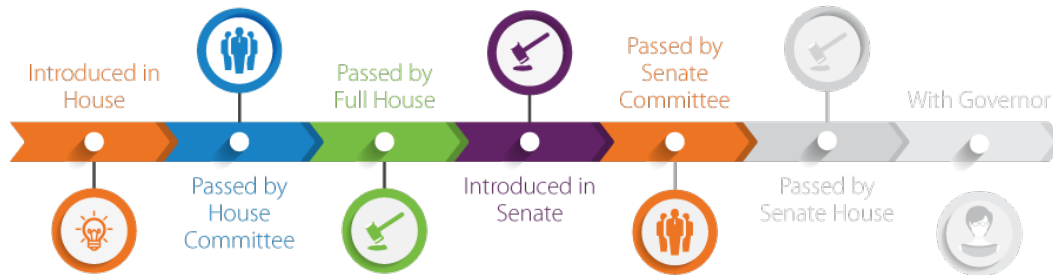 Introduced in
House
Passed by
House
Committee
Passed by
Full House
Introduced in
Senate
Passed by
Senate
Committee
Passed by
Senate House
With Governor